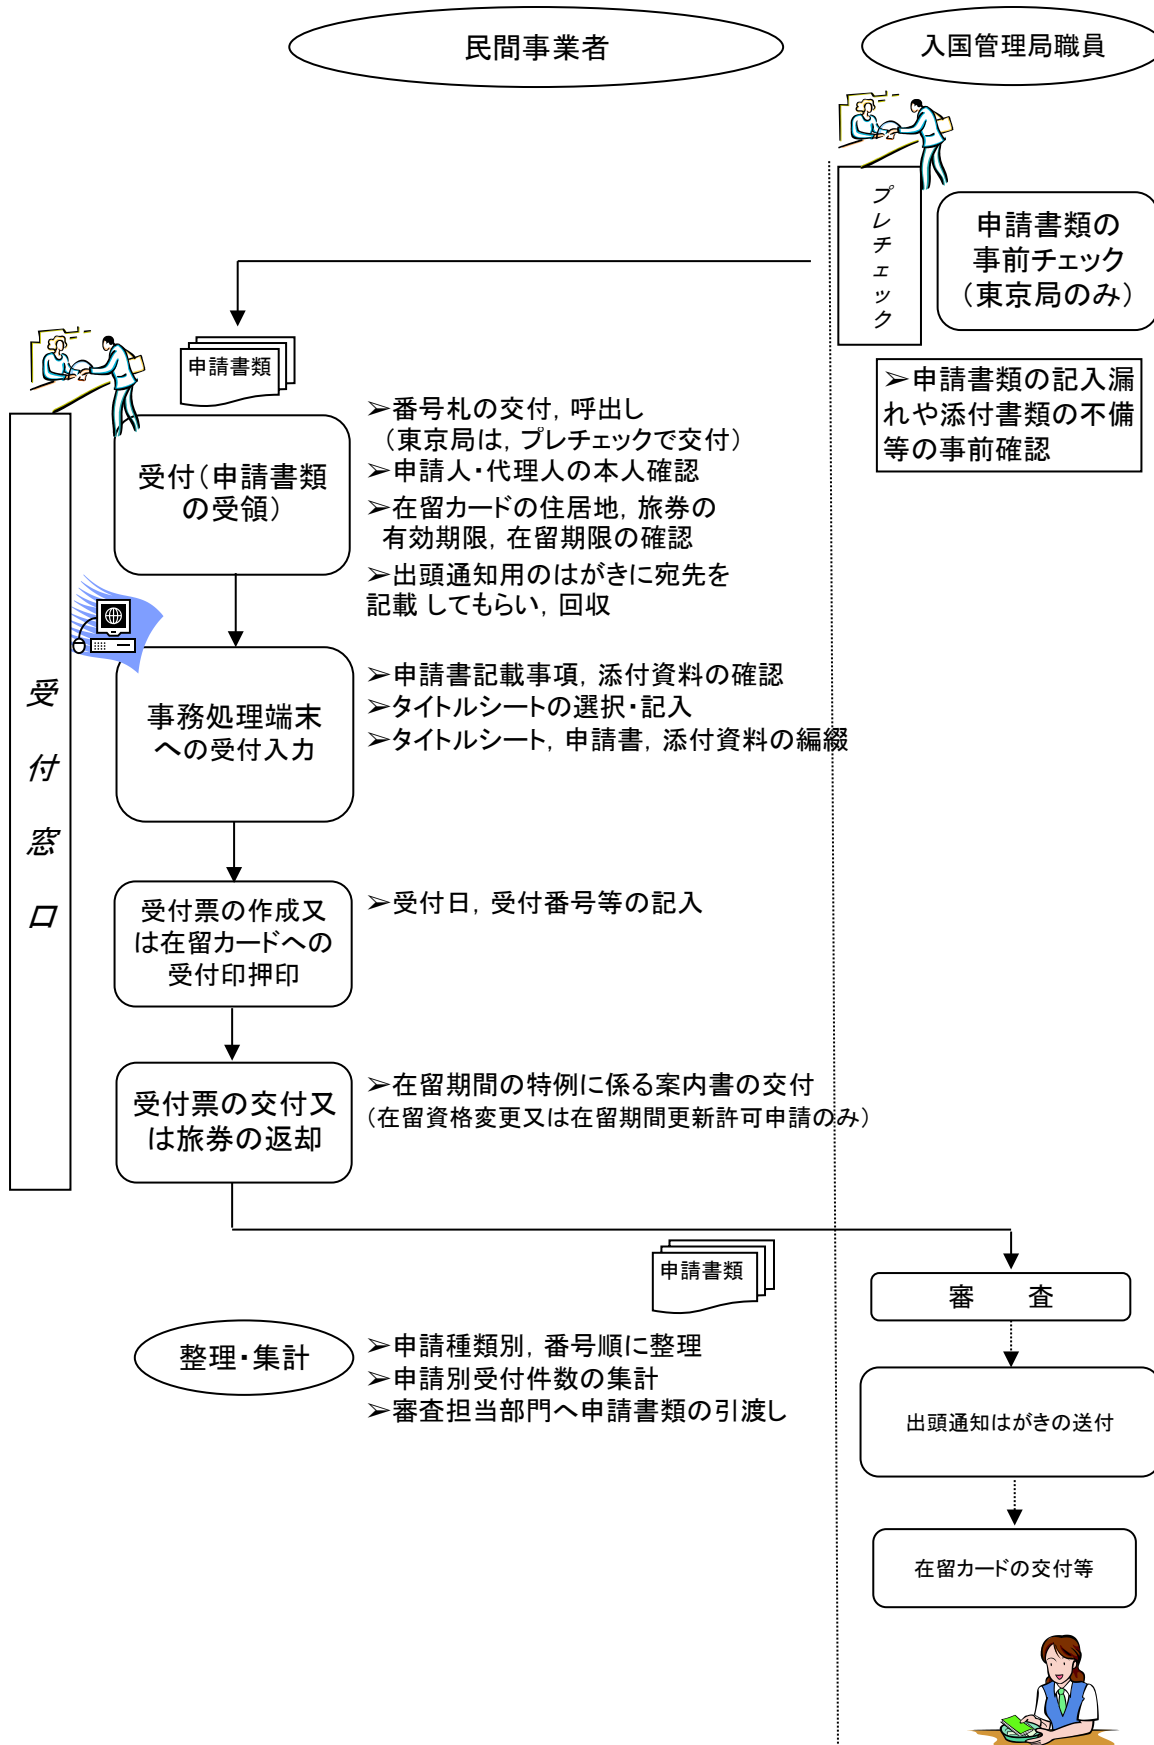 民間事業者
入国管理局職員
プレチェック
申請書類の
事前チェック
（東京局のみ）
➢申請書類の記入漏
れや添付書類の不備
等の事前確認
申請書類
受付窓口
受付（申請書類
の受領）
➢番号札の交付，呼出し
（東京局は，プレチェックで交付）
➢申請人・代理人の本人確認
➢在留カードの住居地，旅券の
有効期限，在留期限の確認
➢出頭通知用のはがきに宛先を
記載 してもらい，回収
事務処理端末
への受付入力
➢申請書記載事項，添付資料の確認
➢タイトルシートの選択・記入
➢タイトルシート，申請書，添付資料の編綴
受付票の作成又
は在留カードへの
受付印押印
➢受付日，受付番号等の記入
受付票の交付又
は旅券の返却
➢在留期間の特例に係る案内書の交付
（在留資格変更又は在留期間更新許可申請のみ）
申請書類
審　査
整理・集計
➢申請種類別，番号順に整理
➢申請別受付件数の集計
➢審査担当部門へ申請書類の引渡し
出頭通知はがきの送付
在留カードの交付等